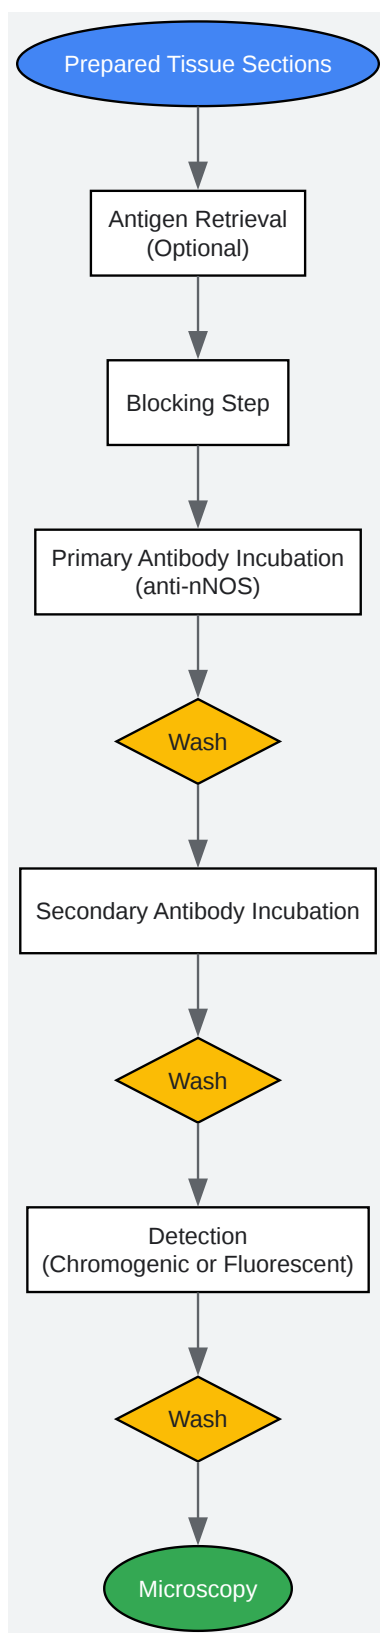 Prepared Tissue Sections
Antigen Retrieval
(Optional)
Blocking Step
Primary Antibody Incubation
(anti-nNOS)
Wash
Secondary Antibody Incubation
Wash
Detection
(Chromogenic or Fluorescent)
Wash
Microscopy